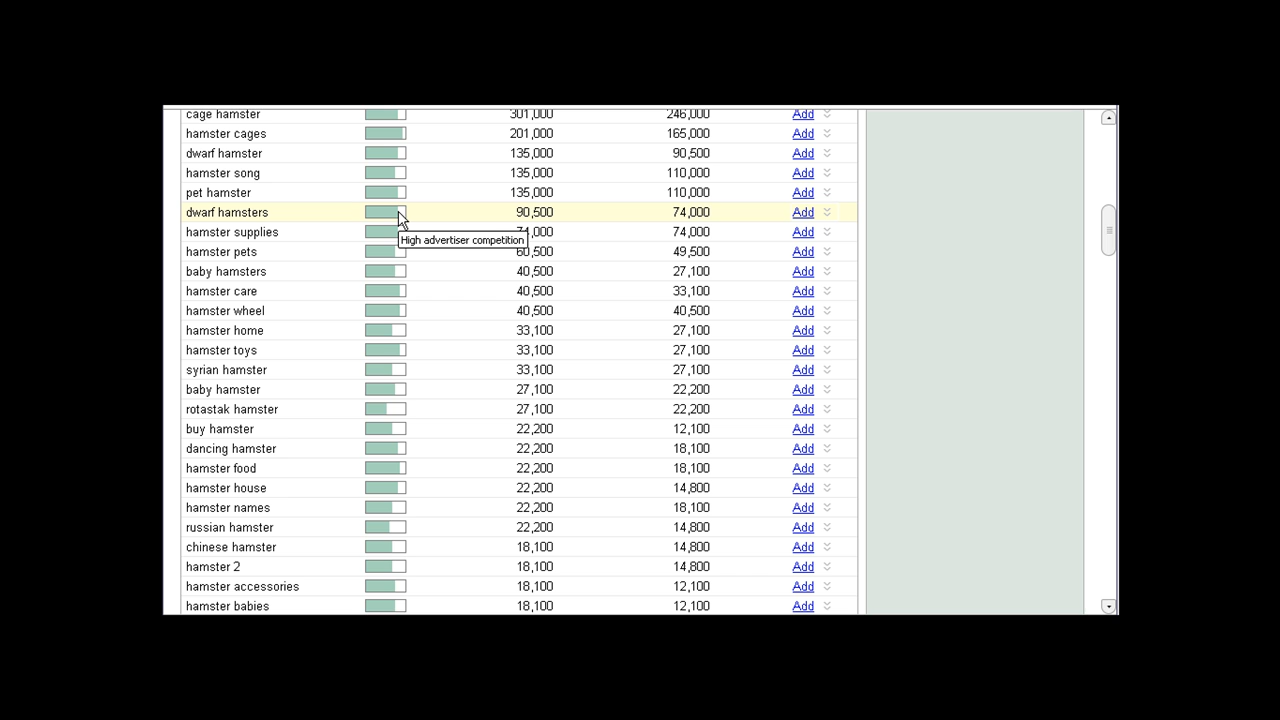 cage hamster 301,000 246,000 Add
hamster cages 201,000 165,000 Add
dwarf hamster 135,000 90,500 Add
hamster song 135,000 110,000 Add
pet hamster 135,000 110,000 Add
dwarf hamsters 90,500 74,000 Add
hamster supplies ,000 74,000 Add
High advertiser competition
hamster pets 60,500 49,500 Add
baby hamsters 40,500 27,100 Add
hamster care 40,500 33,100 Add
hamster wheel 40,500 40,500 Add
hamster home 33,100 27,100 Add
hamster toys 33,100 27,100 Add
syrian hamster 33,100 27,100 Add
baby hamster 27,100 22,200 Add
rotastak hamster 27,100 22,200 Add
buy hamster 22,200 12,100 Add
dancing hamster 22,200 18,100 Add
hamster food 22,200 18,100 Add
hamster house 22,200 14,800 Add
hamster names 22,200 18,100 Add
russian hamster 22,200 14,800 Add
chinese hamster 18,100 14,800 Add
hamster 2 18,100 14,800 Add
hamster accessories 18,100 12,100 Add
hamster babies 18,100 12,100 Add